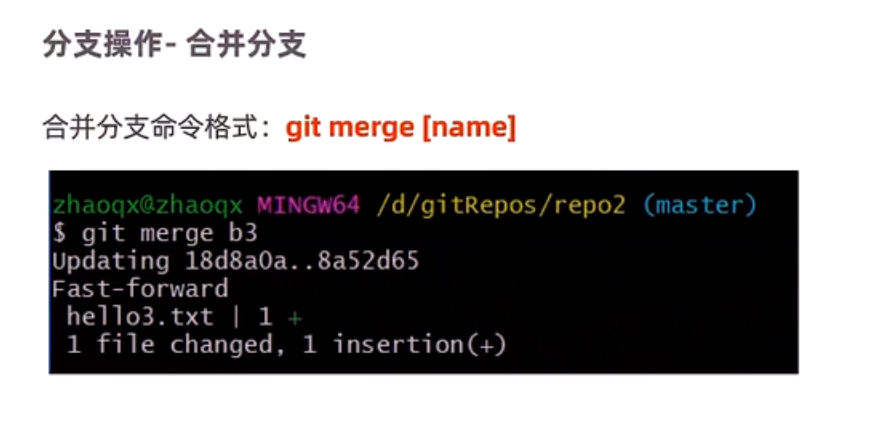 分支操作- 合并分支
合并分支命令格式：git merge [name]
zhaoqx@zhaoqx MINGW64 /d/gitRepos/repo2 (master)
$ git merge b3
Updating 18d8a0a..8a52d65
Fast-forward
 hello3.txt | 1 +
 1 file changed, 1 insertion(+)